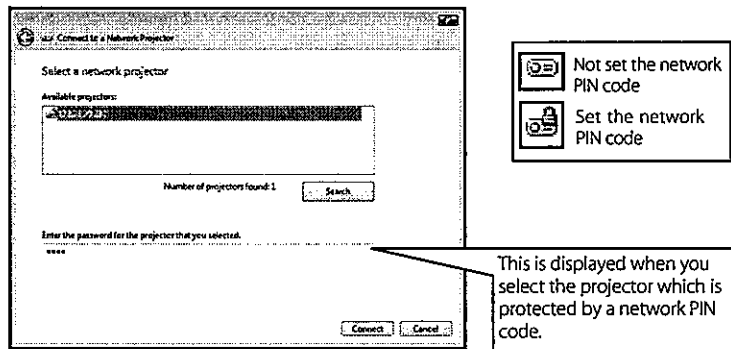 Connect to a Network Projector
Select a network projector
Available projectors:
Number of projectors found: 1
Search
Enter the password for the projector that you selected.
****
Connect
Cancel
Not set the network
PIN code
Set the network
PIN code
This is displayed when you
select the projector which is
protected by a network PIN
code.